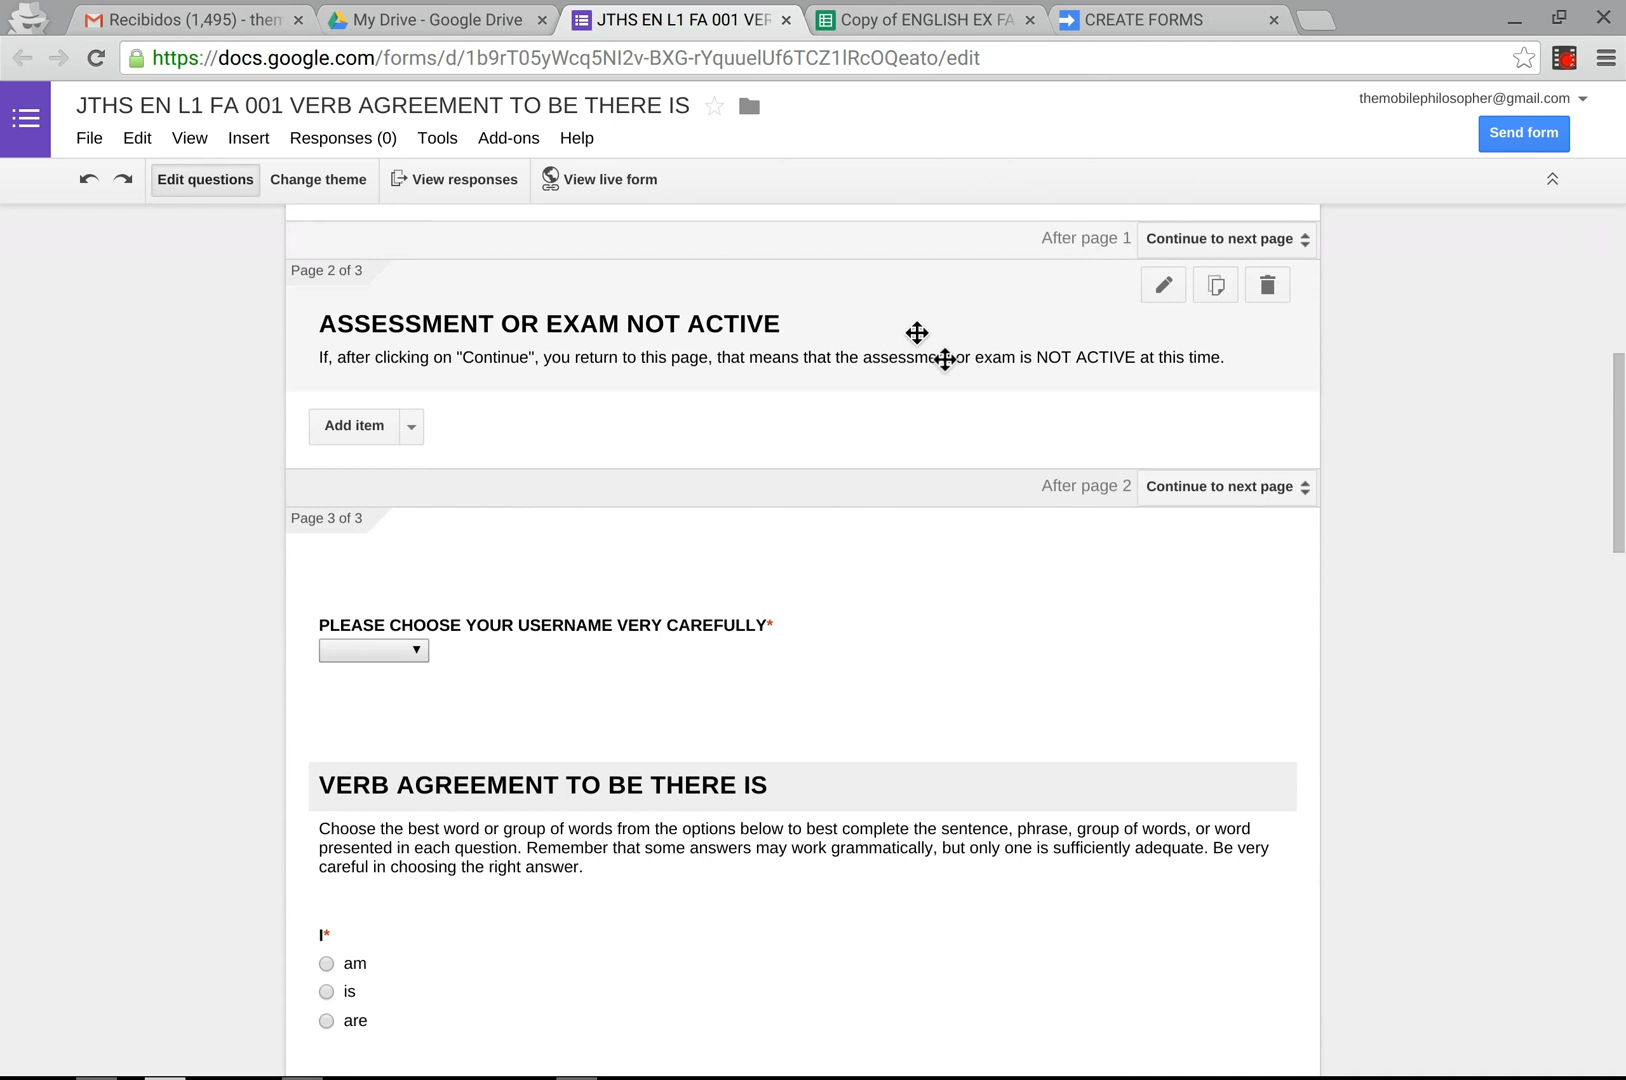 Recibidos (1,495) - them
My Drive - Google Drive
JTHS EN L1 FA 001 VER
Copy of ENGLISH EX FA
CREATE FORMS
https://docs.google.com/forms/d/1b9rT05yWcq5NI2v-BXG-rYquuelUf6TCZ1lRcOQeato/edit
JTHS EN L1 FA 001 VERB AGREEMENT TO BE THERE IS
themobilephilosopher@gmail.com
File Edit View Insert Responses (0) Tools Add-ons Help
Send form
Edit questions Change theme View responses View live form
After page 1 Continue to next page
Page 2 of 3
ASSESSMENT OR EXAM NOT ACTIVE
If, after clicking on "Continue", you return to this page, that means that the assessment or exam is NOT ACTIVE at this time.
Add item
After page 2 Continue to next page
Page 3 of 3
PLEASE CHOOSE YOUR USERNAME VERY CAREFULLY*
VERB AGREEMENT TO BE THERE IS
Choose the best word or group of words from the options below to best complete the sentence, phrase, group of words, or word
presented in each question. Remember that some answers may work grammatically, but only one is sufficiently adequate. Be very
careful in choosing the right answer.
I*
am
is
are